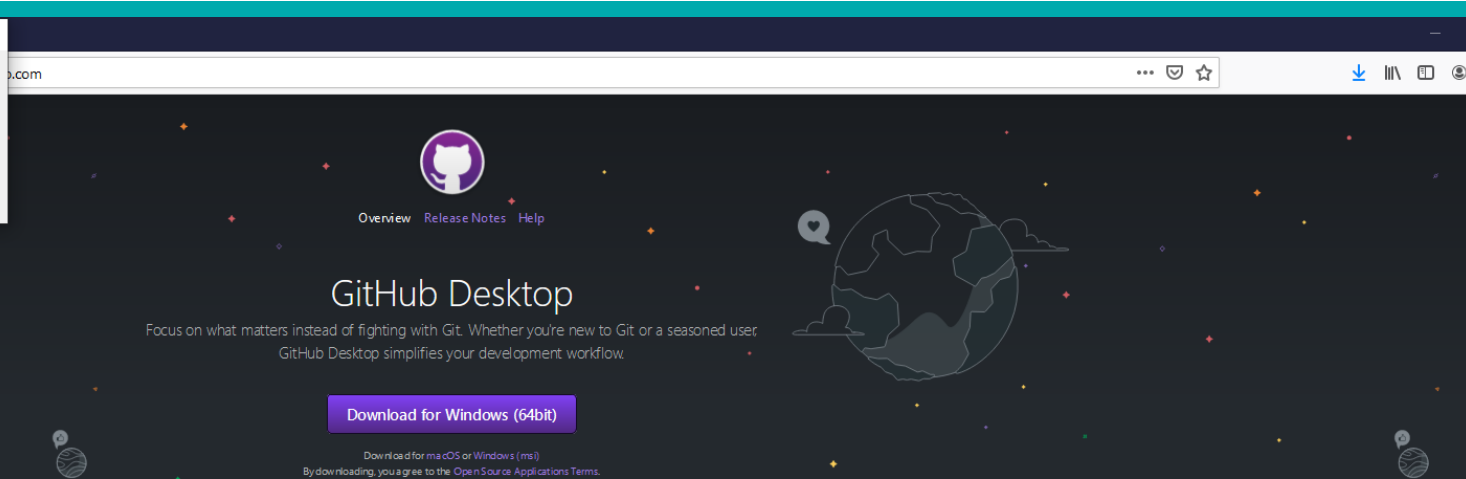 .com
Overview Release Notes Help
GitHub Desktop
Focus on what matters instead of fighting with Git. Whether you're new to Git or a seasoned user,
GitHub Desktop simplifies your development workflow.
Download for Windows (64bit)
Download for macOS or Windows (msi)
By downloading, you agree to the Open Source Applications Terms.